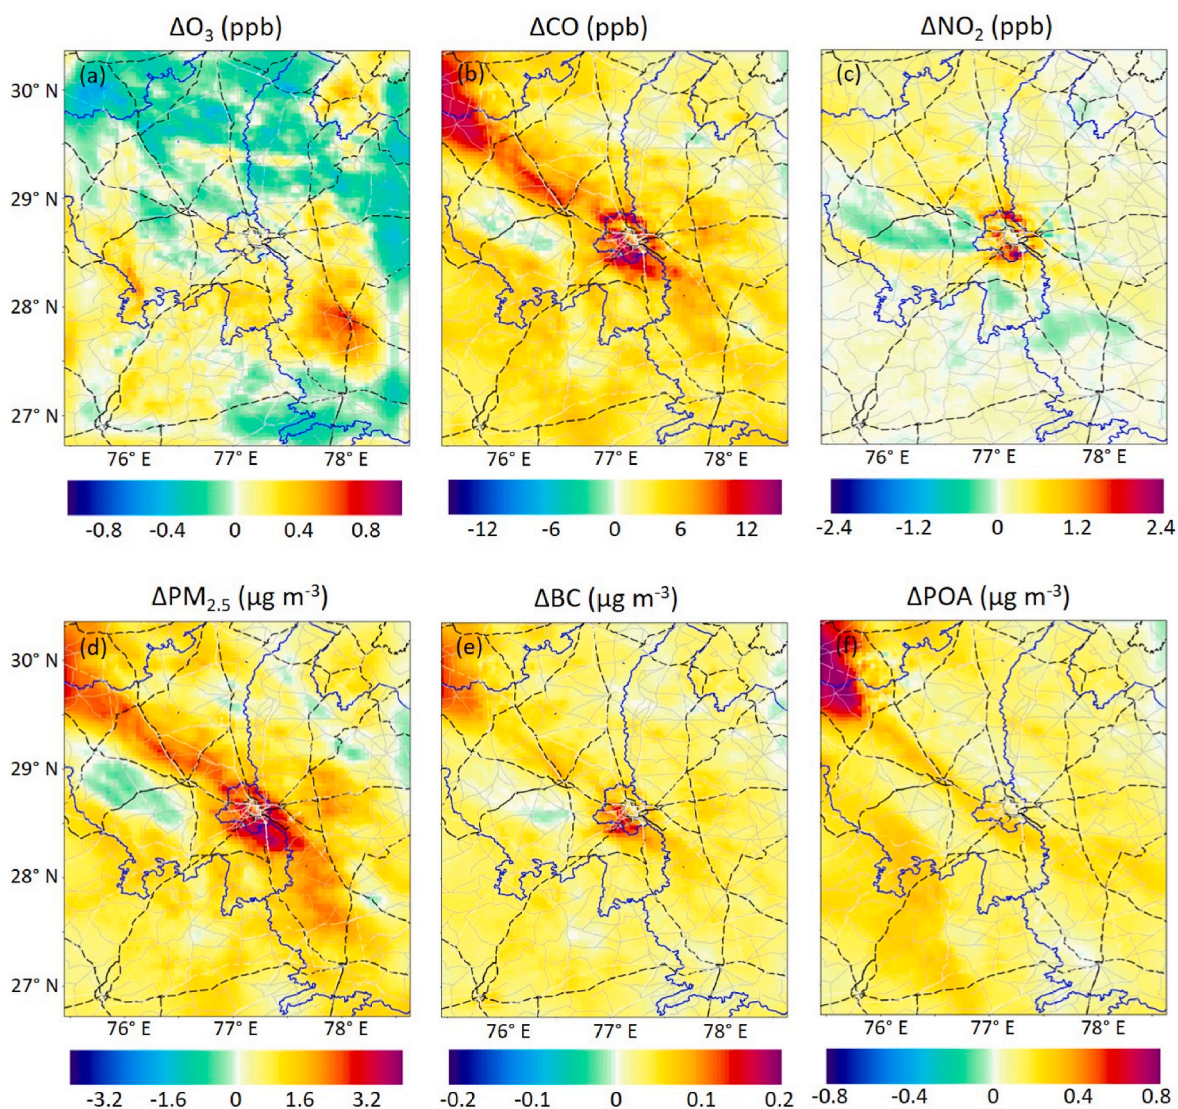 ΔO₃ (ppb) ΔCO (ppb) ΔNO₂ (ppb)
(a) (b) (c)
30° N
29° N
28° N
27° N
76° E 77° E 78° E 76° E 77° E 78° E 76° E 77° E 78° E
-0.8 -0.4 0 0.4 0.8 -12 -6 0 6 12 -2.4 -1.2 0 1.2 2.4
ΔPM₂.₅ (µg m⁻³) ΔBC (µg m⁻³) ΔPOA (µg m⁻³)
(d) (e) (f)
30° N
29° N
28° N
27° N
76° E 77° E 78° E 76° E 77° E 78° E 76° E 77° E 78° E
-3.2 -1.6 0 1.6 3.2 -0.2 -0.1 0 0.1 0.2 -0.8 -0.4 0 0.4 0.8